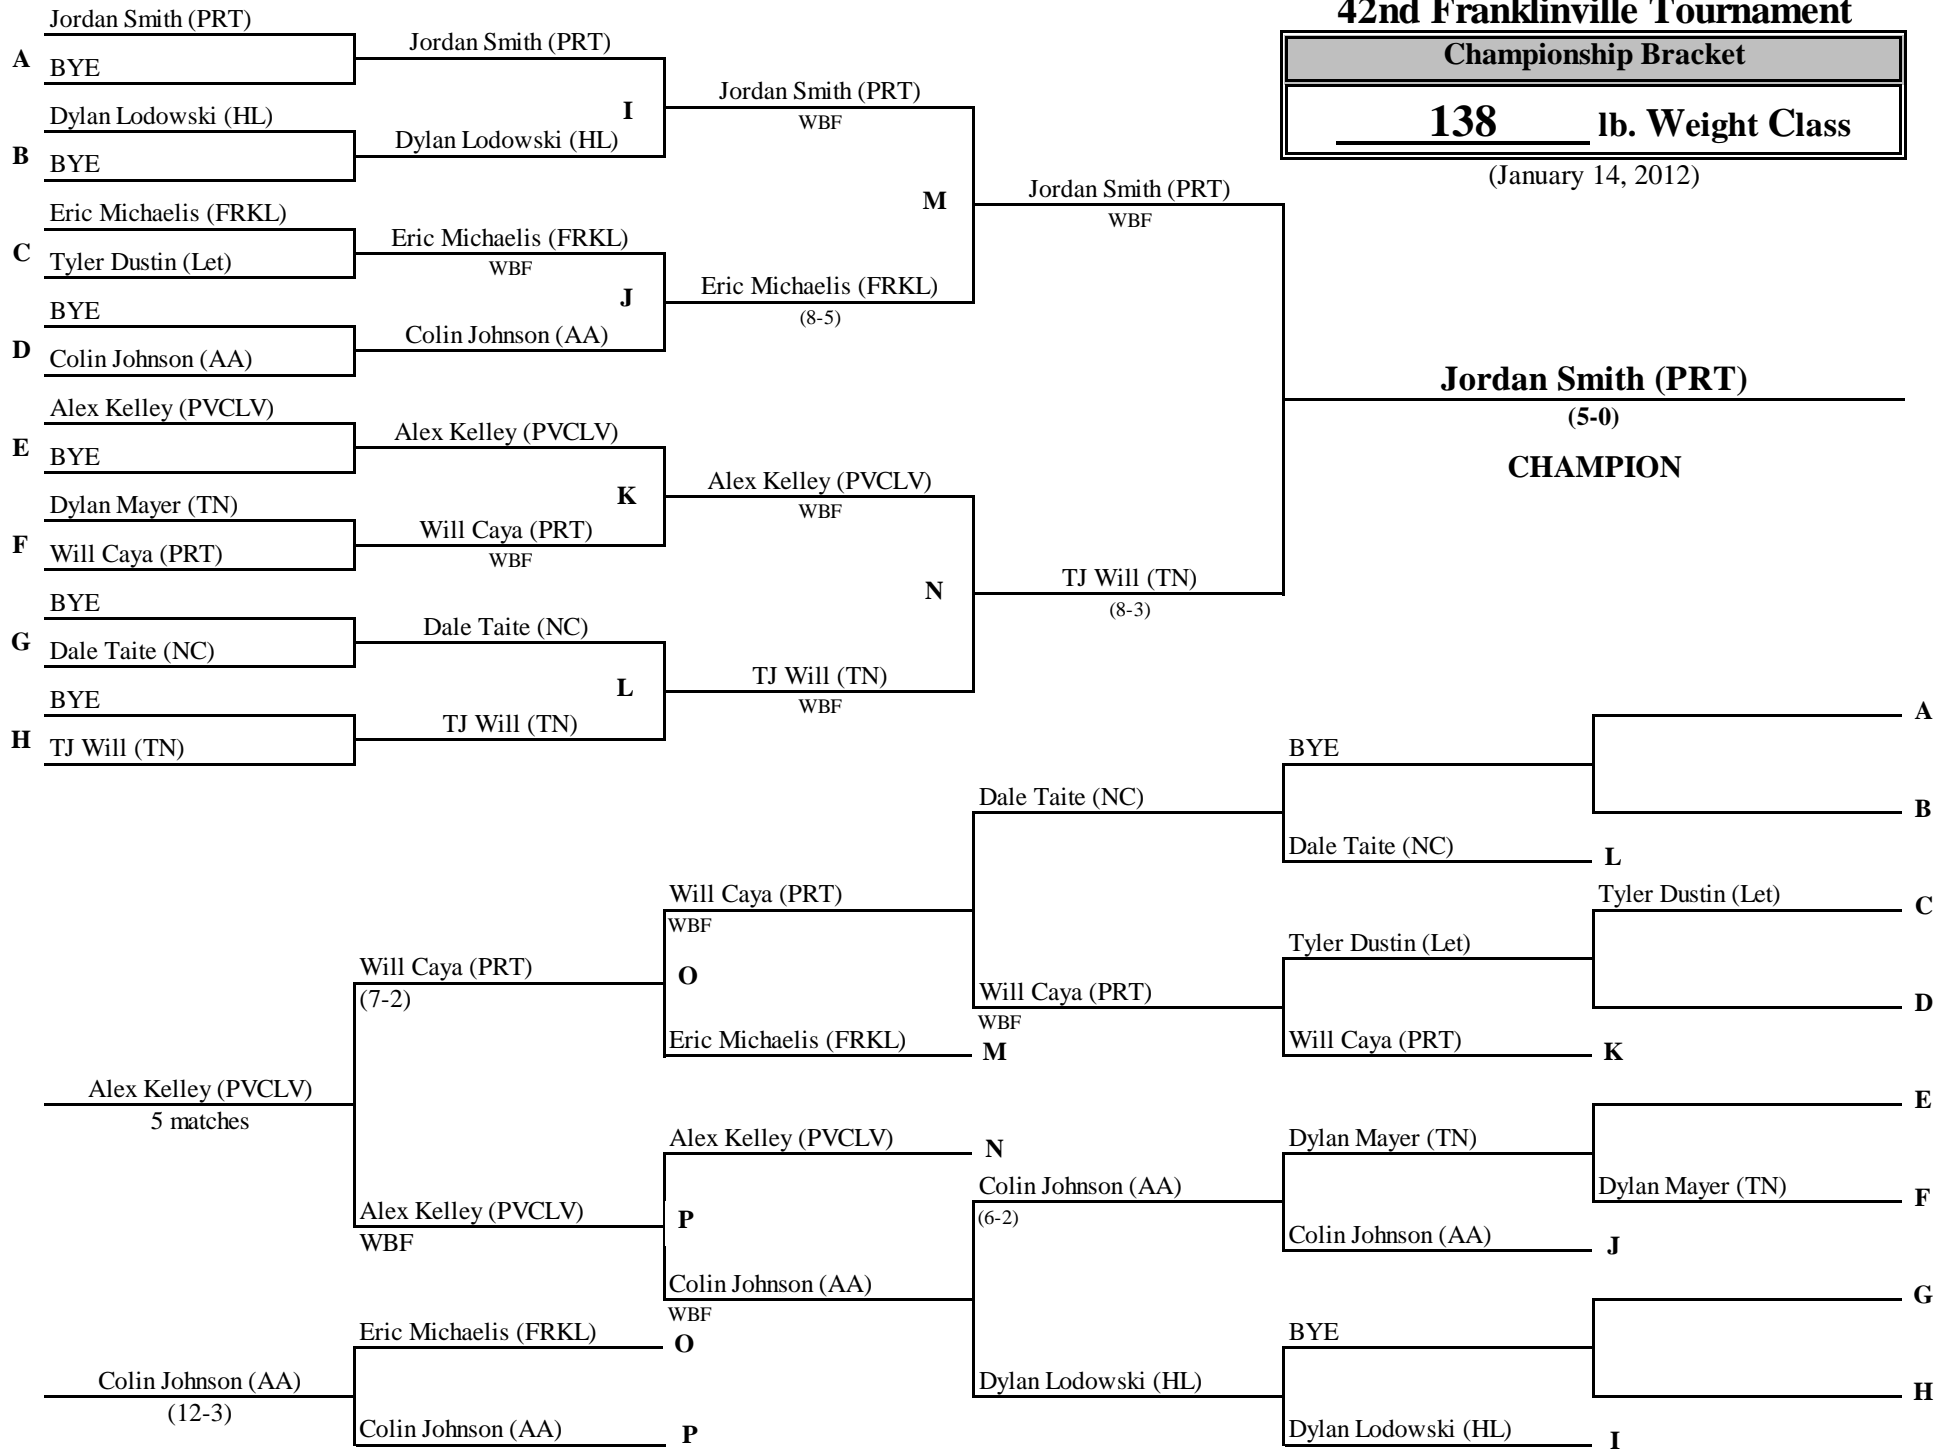 42nd Franklinville Tournament
Championship Bracket
138 lb. Weight Class
(January 14, 2012)
Jordan Smith (PRT)
A
BYE
Jordan Smith (PRT)
Dylan Lodowski (HL)
B
BYE
Dylan Lodowski (HL)
I
Jordan Smith (PRT)
WBF
Eric Michaelis (FRKL)
C
Tyler Dustin (Let)
Eric Michaelis (FRKL)
WBF
BYE
D
Colin Johnson (AA)
Colin Johnson (AA)
J
Eric Michaelis (FRKL)
(8-5)
M
Jordan Smith (PRT)
WBF
Alex Kelley (PVCLV)
E
BYE
Alex Kelley (PVCLV)
Dylan Mayer (TN)
F
Will Caya (PRT)
Will Caya (PRT)
WBF
K
Alex Kelley (PVCLV)
WBF
BYE
G
Dale Taite (NC)
Dale Taite (NC)
BYE
H
TJ Will (TN)
TJ Will (TN)
L
TJ Will (TN)
WBF
N
TJ Will (TN)
(8-3)
Jordan Smith (PRT)
(5-0)
CHAMPION
A
BYE
B
Dale Taite (NC)
Dale Taite (NC)
L
Tyler Dustin (Let)
C
Tyler Dustin (Let)
D
Will Caya (PRT)
WBF
Will Caya (PRT)
K
Will Caya (PRT)
WBF
O
Eric Michaelis (FRKL)
M
Will Caya (PRT)
(7-2)
E
Dylan Mayer (TN)
Dylan Mayer (TN)
F
Colin Johnson (AA)
(6-2)
Colin Johnson (AA)
J
G
BYE
H
Dylan Lodowski (HL)
Dylan Lodowski (HL)
I
Alex Kelley (PVCLV)
N
P
Colin Johnson (AA)
WBF
Alex Kelley (PVCLV)
WBF
Alex Kelley (PVCLV)
5 matches
Eric Michaelis (FRKL)
O
Colin Johnson (AA)
(12-3)
Colin Johnson (AA)
P